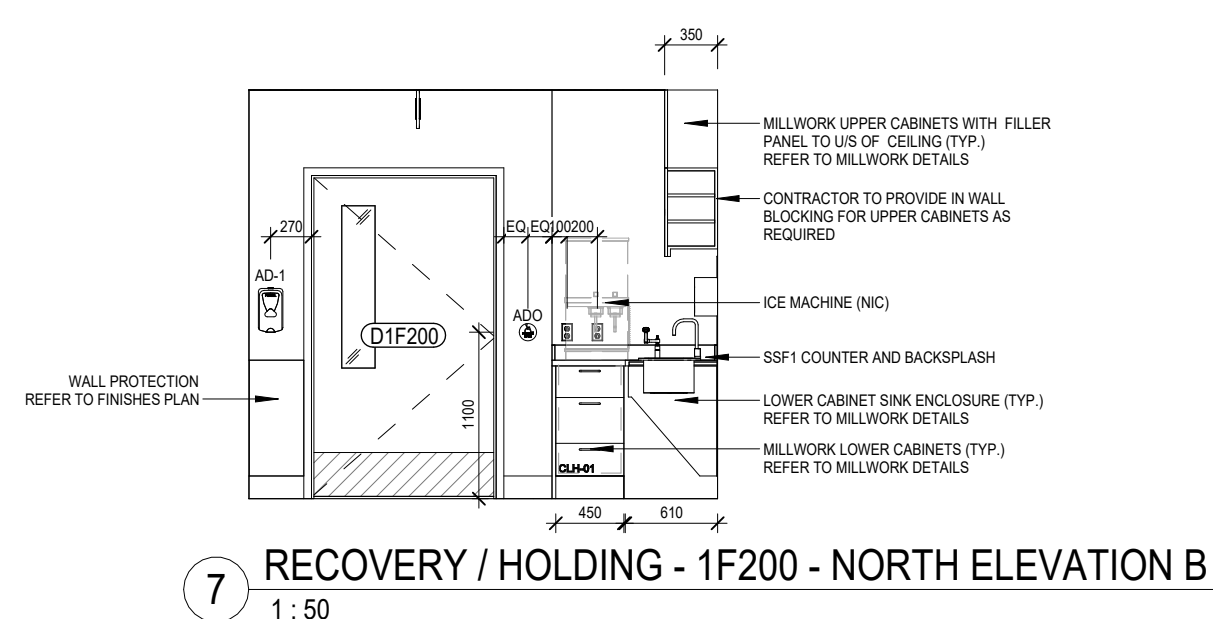 350
MILLWORK UPPER CABINETS WITH FILLER
PANEL TO U/S OF CEILING (TYP.)
REFER TO MILLWORK DETAILS
CONTRACTOR TO PROVIDE IN WALL
BLOCKING FOR UPPER CABINETS AS
REQUIRED
270
EQ EQ100200
AD-1
ICE MACHINE (NIC)
ADO
D1F200
SSF1 COUNTER AND BACKSPLASH
WALL PROTECTION
REFER TO FINISHES PLAN
LOWER CABINET SINK ENCLOSURE (TYP.)
REFER TO MILLWORK DETAILS
1100
MILLWORK LOWER CABINETS (TYP.)
REFER TO MILLWORK DETAILS
CLH-01
450 610
7 RECOVERY / HOLDING - 1F200 - NORTH ELEVATION B
1 : 50